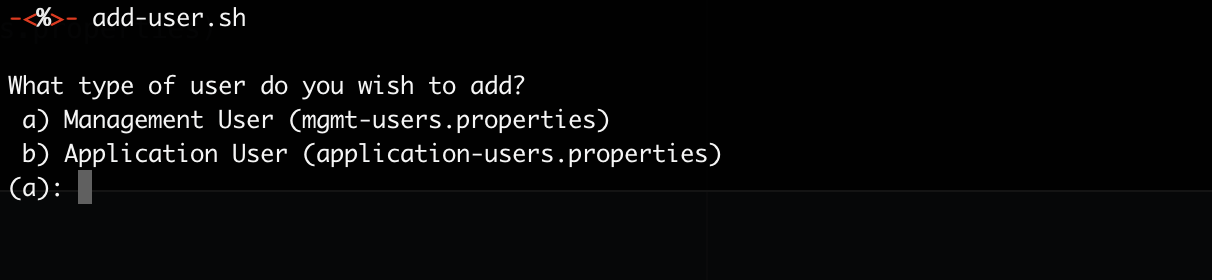 -<%>- add-user.sh
What type of user do you wish to add?
a) Management User (mgmt-users.properties)
b) Application User (application-users.properties)
(a):